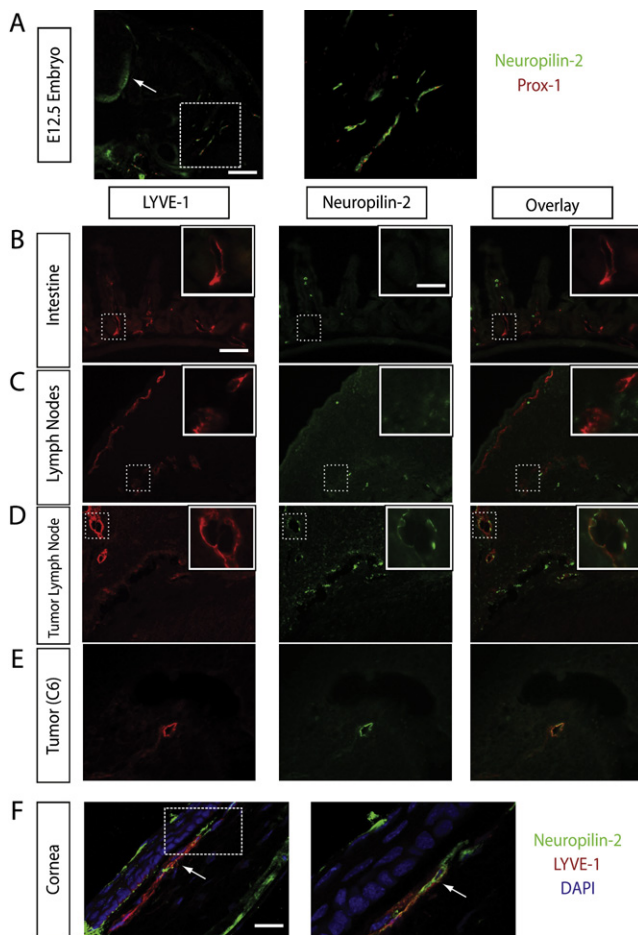 A
E12.5 Embryo
Neuropilin-2
Prox-1
LYVE-1
Neuropilin-2
Overlay
B
Intestine
C
Lymph Nodes
D
Tumor Lymph Node
E
Tumor (C6)
F
Cornea
Neuropilin-2
LYVE-1
DAPI